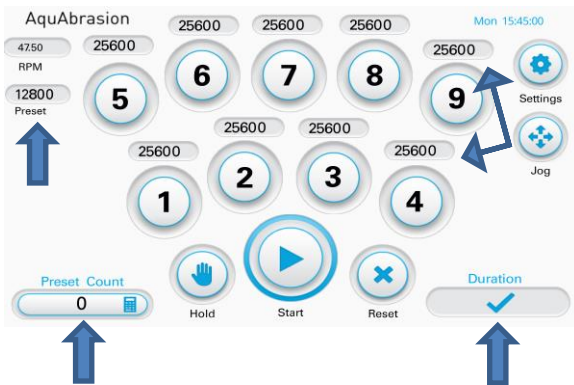 AquAbrasion
Mon 15:45:00
47.50
RPM
12800
Preset
25600
25600
25600
25600
25600
5
6
7
8
9
Settings
25600
25600
25600
25600
1
2
3
4
Jog
Preset Count
0
Hold
Start
Reset
Duration